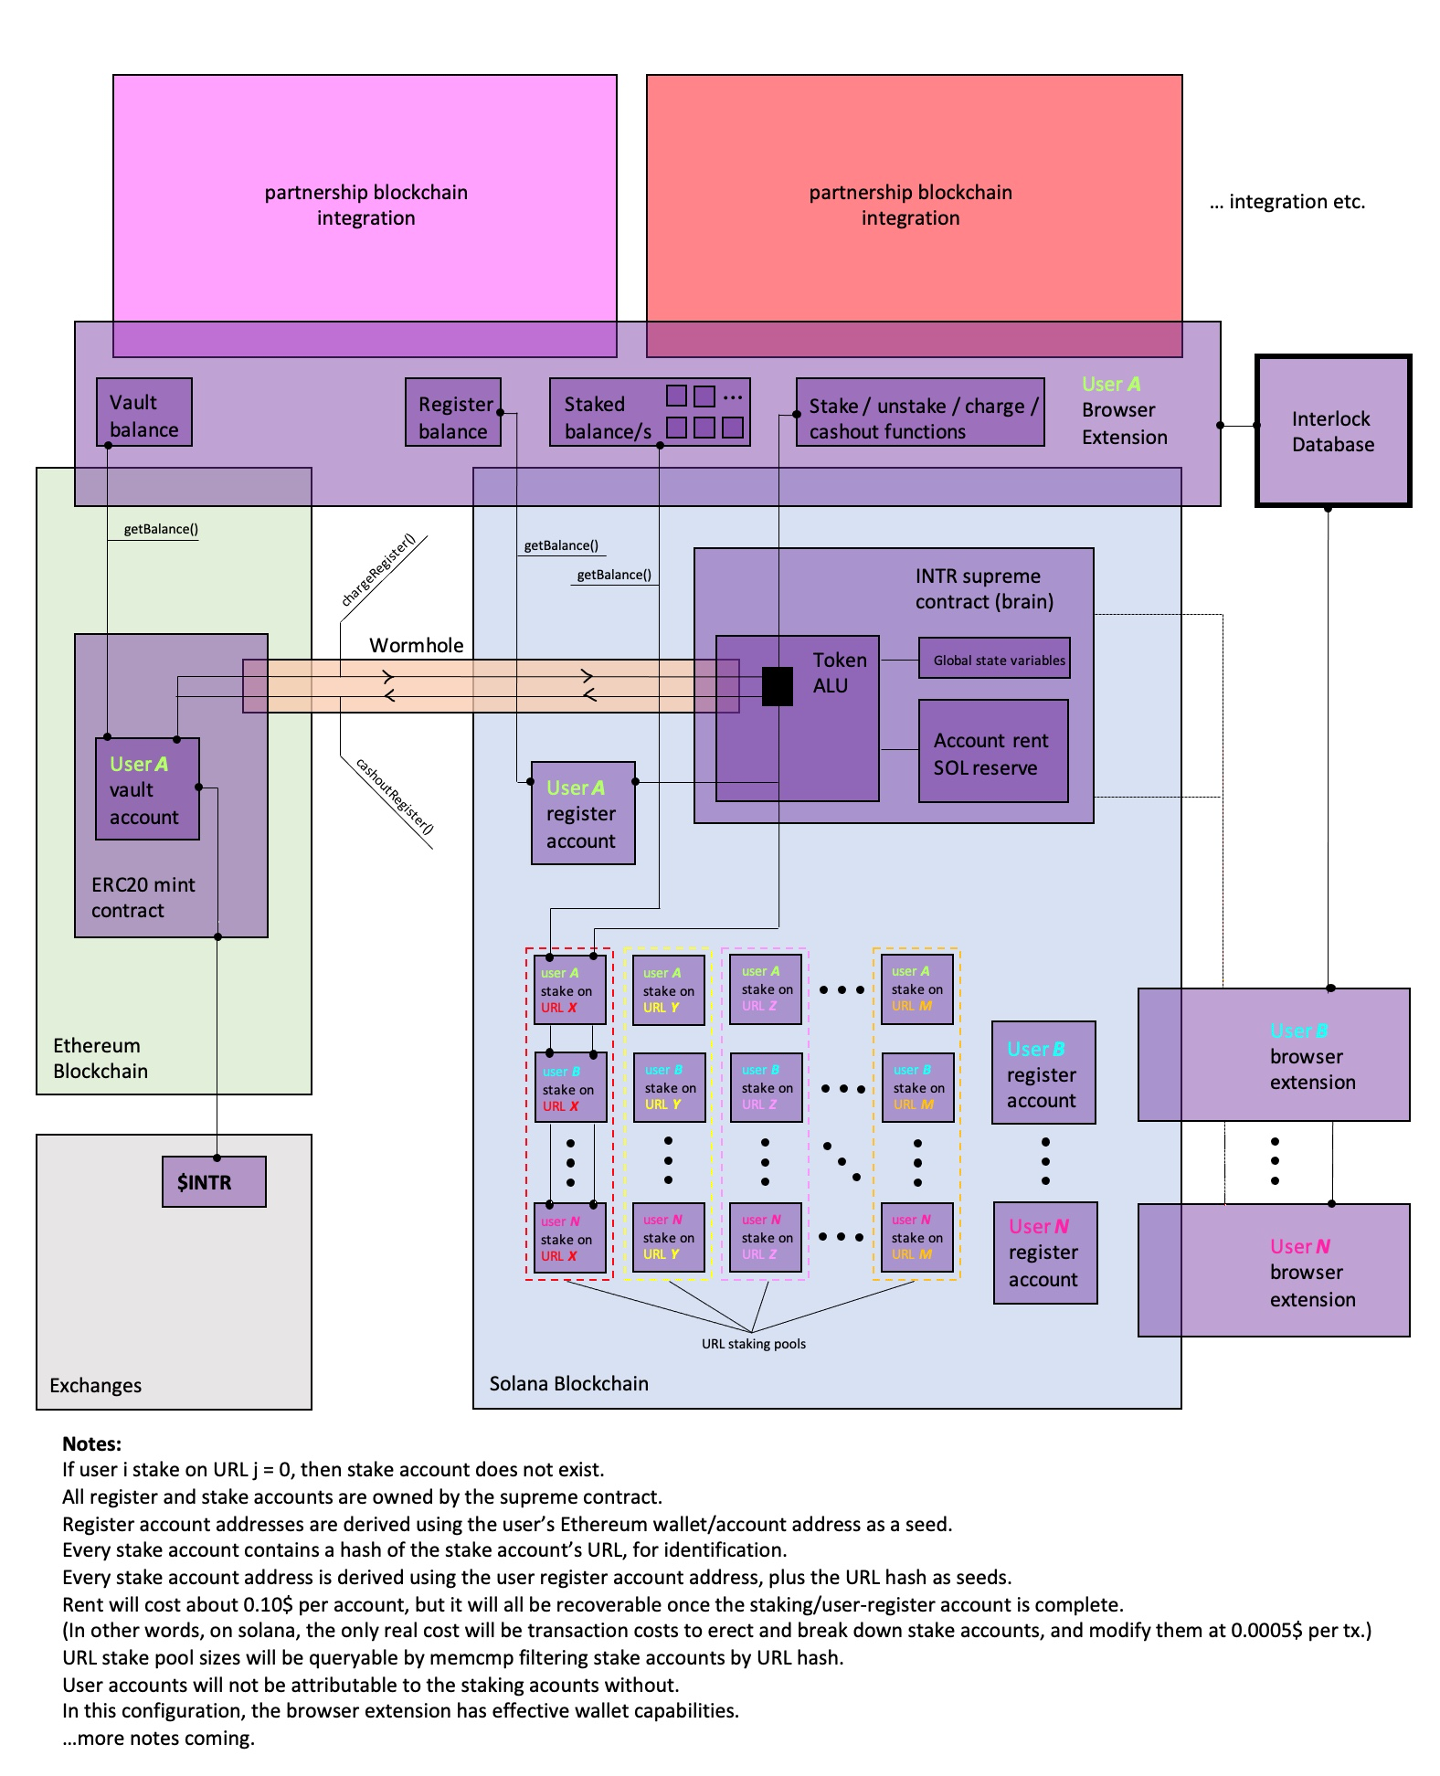 partnership blockchain
integration
partnership blockchain
integration
... integration etc.
Vault
balance
Register
balance
Staked
balance/s
...
Stake / unstake / charge /
cashout functions
User A
Browser
Extension
Interlock
Database
getBalance()
chargeRegister()
getBalance()
getBalance()
INTR supreme
contract (brain)
Wormhole
Token
ALU
Global state variables
Account rent
SOL reserve
User A
vault
account
cashoutRegister()
User A
register
account
ERC20 mint
contract
user A
stake on
URL X
user A
stake on
URL Y
user A
stake on
URL Z
user A
stake on
URL M
Ethereum
Blockchain
user B
stake on
URL X
user B
stake on
URL Y
user B
stake on
URL Z
user B
stake on
URL M
User B
register
account
User B
browser
extension
$INTR
user N
stake on
URL X
user N
stake on
URL Y
user N
stake on
URL Z
user N
stake on
URL M
User N
register
account
User N
browser
extension
URL staking pools
Exchanges
Solana Blockchain
Notes:
If user i stake on URL j = 0, then stake account does not exist.
All register and stake accounts are owned by the supreme contract.
Register account addresses are derived using the user's Ethereum wallet/account address as a seed.
Every stake account contains a hash of the stake account's URL, for identification.
Every stake account address is derived using the user register account address, plus the URL hash as seeds.
Rent will cost about 0.10$ per account, but it will all be recoverable once the staking/user-register account is complete.
(In other words, on solana, the only real cost will be transaction costs to erect and break down stake accounts, and modify them at 0.0005$ per tx.)
URL stake pool sizes will be queryable by memcmp filtering stake accounts by URL hash.
User accounts will not be attributable to the staking acounts without.
In this configuration, the browser extension has effective wallet capabilities.
...more notes coming.